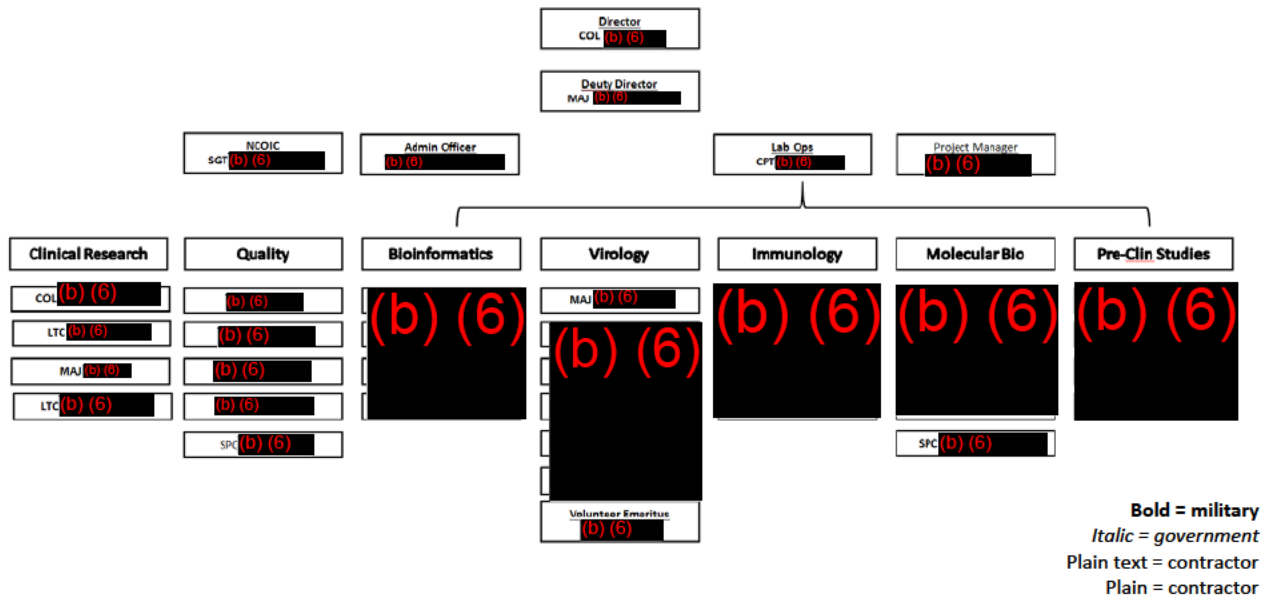 Director
COL (b) (6)
Deuty Director
MAJ (b) (6)
NCOIC
SGT (b) (6)
Admin Officer
(b) (6)
Lab Ops
CPT (b) (6)
Project Manager
(b) (6)
Clinical Research
COL (b) (6)
LTC (b) (6)
MAJ (b) (6)
LTC (b) (6)
Quality
(b) (6)
(b) (6)
(b) (6)
(b) (6)
SPC (b) (6)
Bioinformatics
(b) (6)
Virology
MAJ (b) (6)
(b) (6)
Volunteer Emeritus
(b) (6)
Immunology
(b) (6)
Molecular Bio
(b) (6)
SPC (b) (6)
Pre-Clin Studies
(b) (6)
Bold = military
Italic = government
Plain text = contractor
Plain = contractor